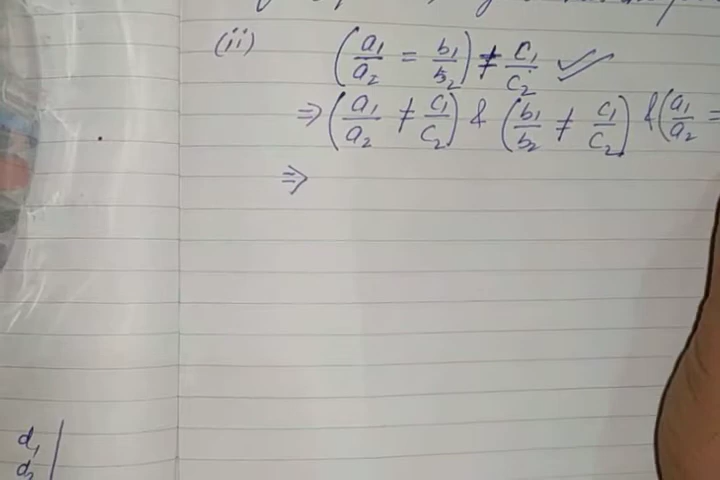 (ii) (a₁/a₂ = b₁/b₂) ≠ c₁/c₂ ✓
⇒ (a₁/a₂ ≠ c₁/c₂) & (b₁/b₂ ≠ c₁/c₂) & (a₁/a₂ =
⇒
d₁
d₂